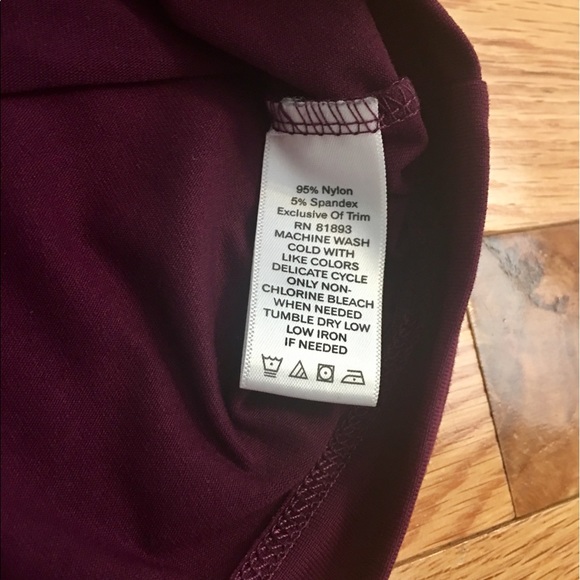 95% Nylon
5% Spandex
Exclusive Of Trim
RN 81893
MACHINE WASH
COLD WITH
LIKE COLORS
DELICATE CYCLE
ONLY NON-
CHLORINE BLEACH
WHEN NEEDED
TUMBLE DRY LOW
LOW IRON
IF NEEDED